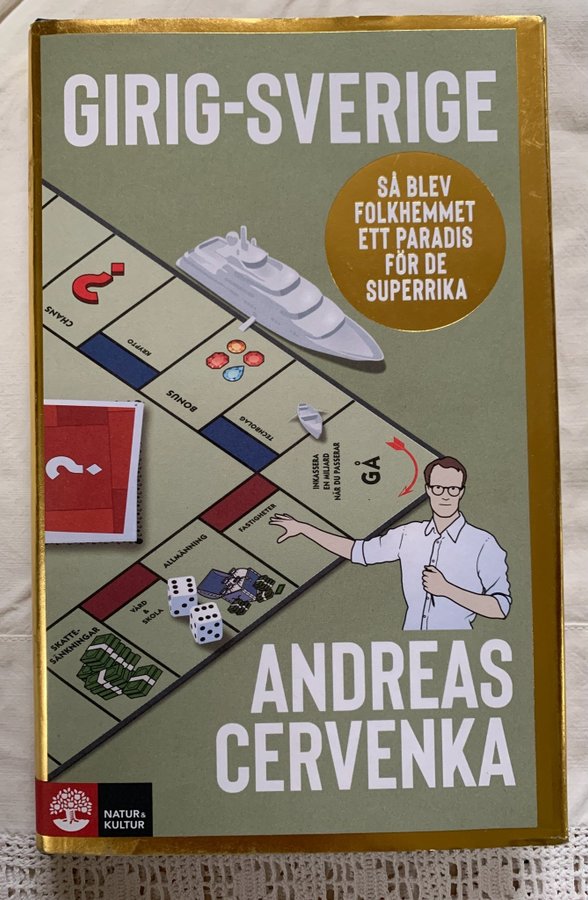 GIRIG-SVERIGE
SÅ BLEV
FOLKHEMMET
ETT PARADIS
FÖR DE
SUPERRIKA
?
CHANS
KRYPTO
BONUS
TECHBOLAG
INKASSERA
EN MILJARD
NÄR DU PASSERAR
GÅ
?
FASTIGHETER
ALLMÄNNING
VÅRD
&
SKOLA
SKATTE-
SÄNKNINGAR
ANDREAS
CERVENKA
NATUR&
KULTUR